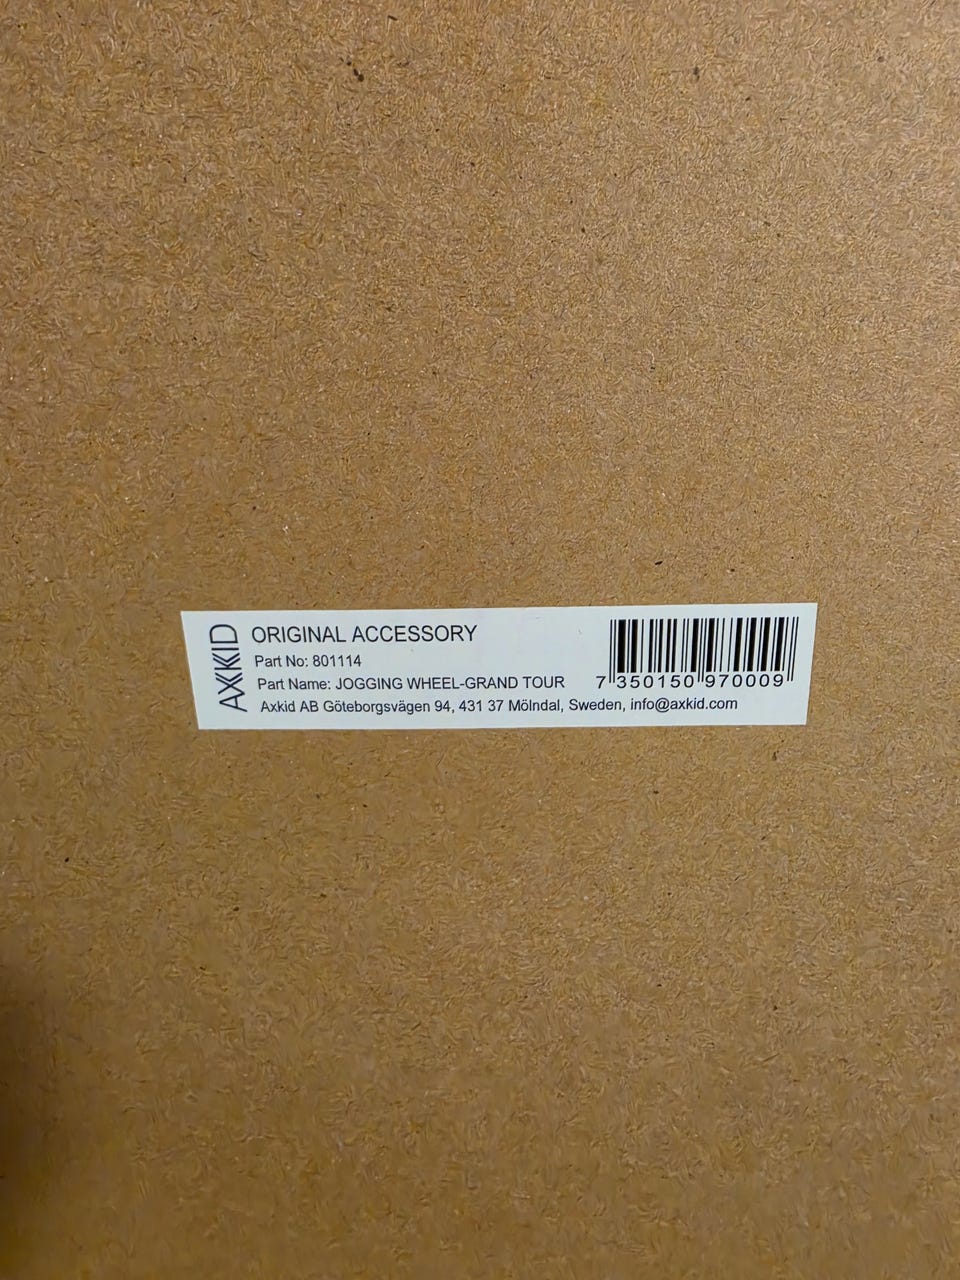 AXKID
ORIGINAL ACCESSORY
Part No: 801114
Part Name: JOGGING WHEEL-GRAND TOUR
Axkid AB Göteborgsvägen 94, 431 37 Mölndal, Sweden, info@axkid.com
7 350150 970009